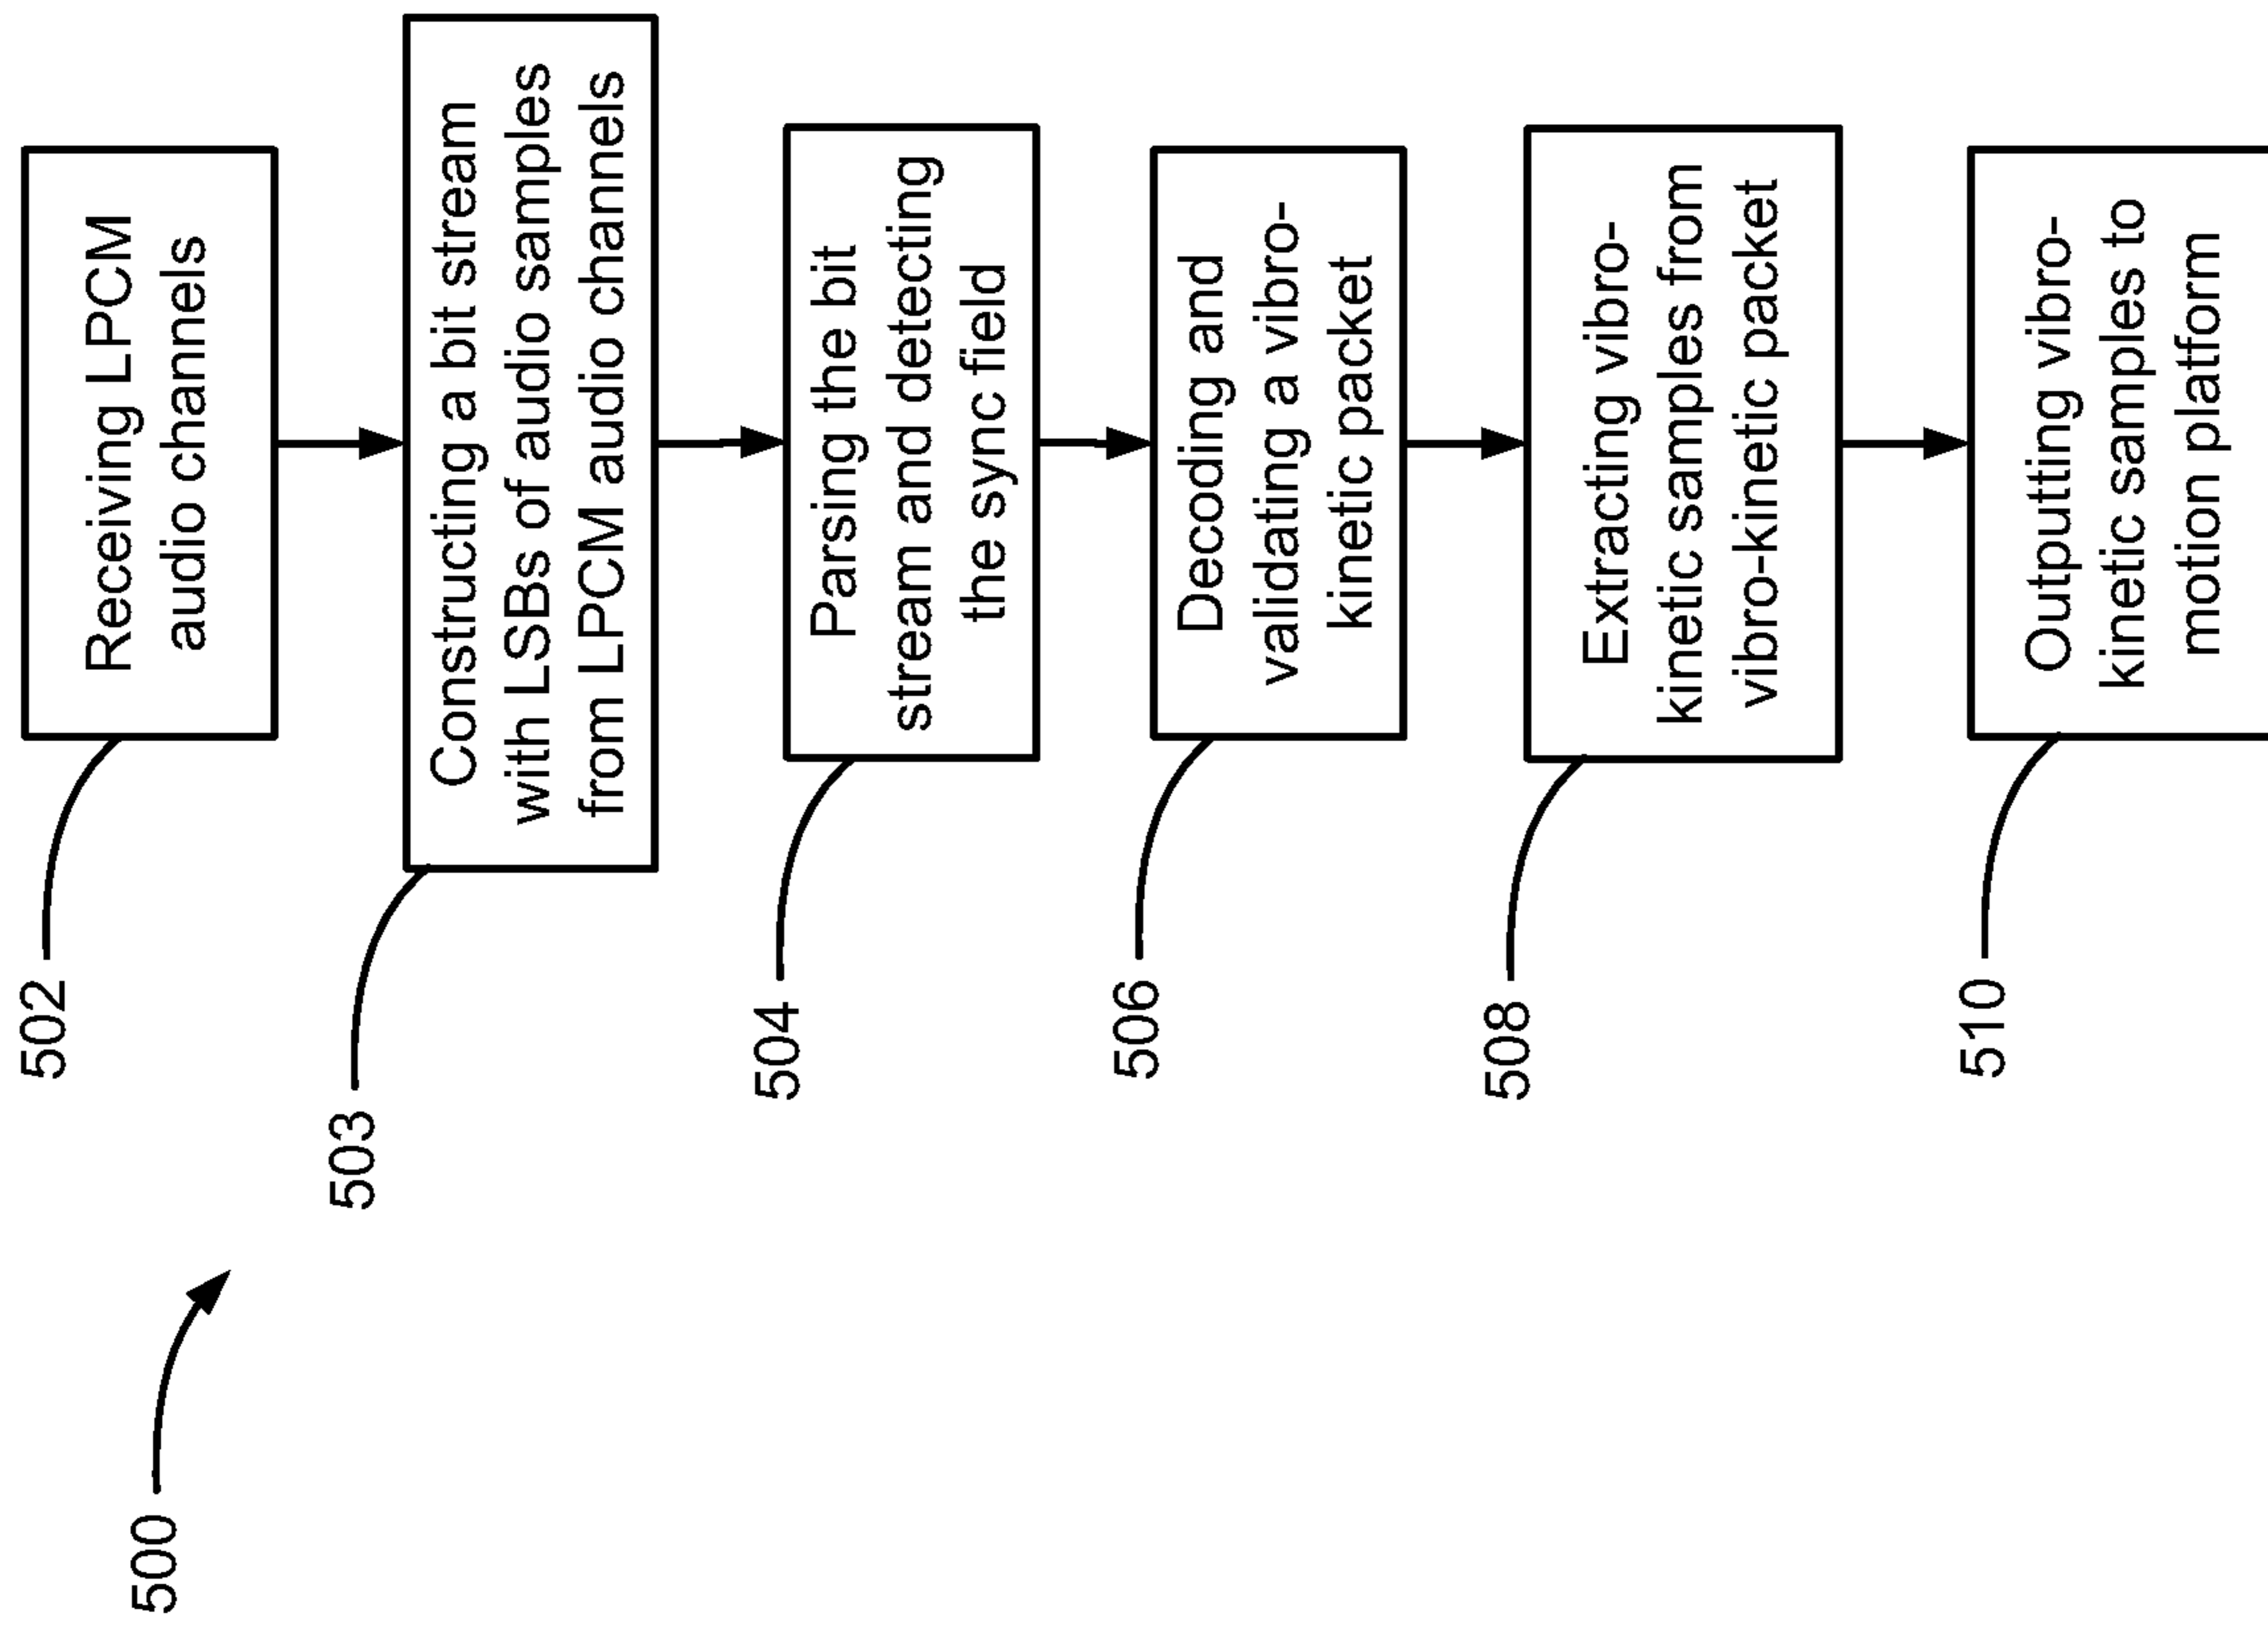 500
502
Receiving LPCM
audio channels
503
Constructing a bit stream
with LSBs of audio samples
from LPCM audio channels
504
Parsing the bit
stream and detecting
the sync field
506
Decoding and
validating a vibro-
kinetic packet
508
Extracting vibro-
kinetic samples from
vibro-kinetic packet
510
Outputting vibro-
kinetic samples to
motion platform